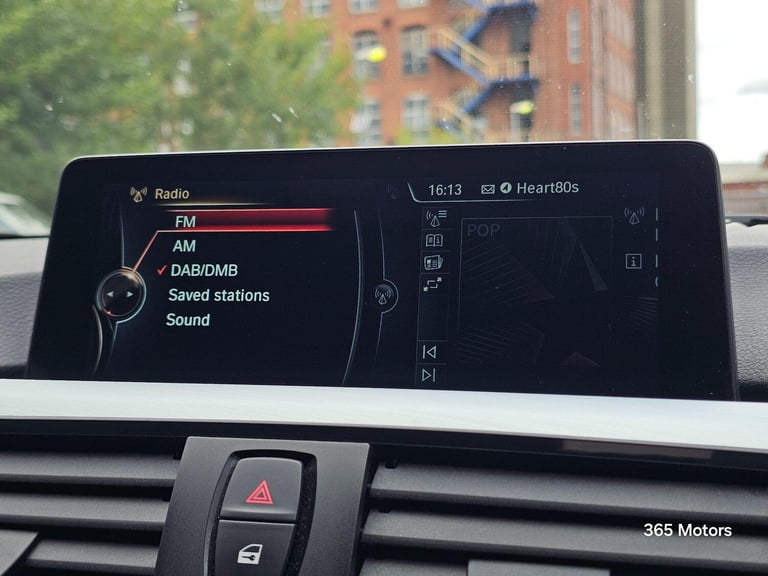 Radio
FM
AM
DAB/DMB
Saved stations
Sound
16:13
Heart80s
POP
365 Motors